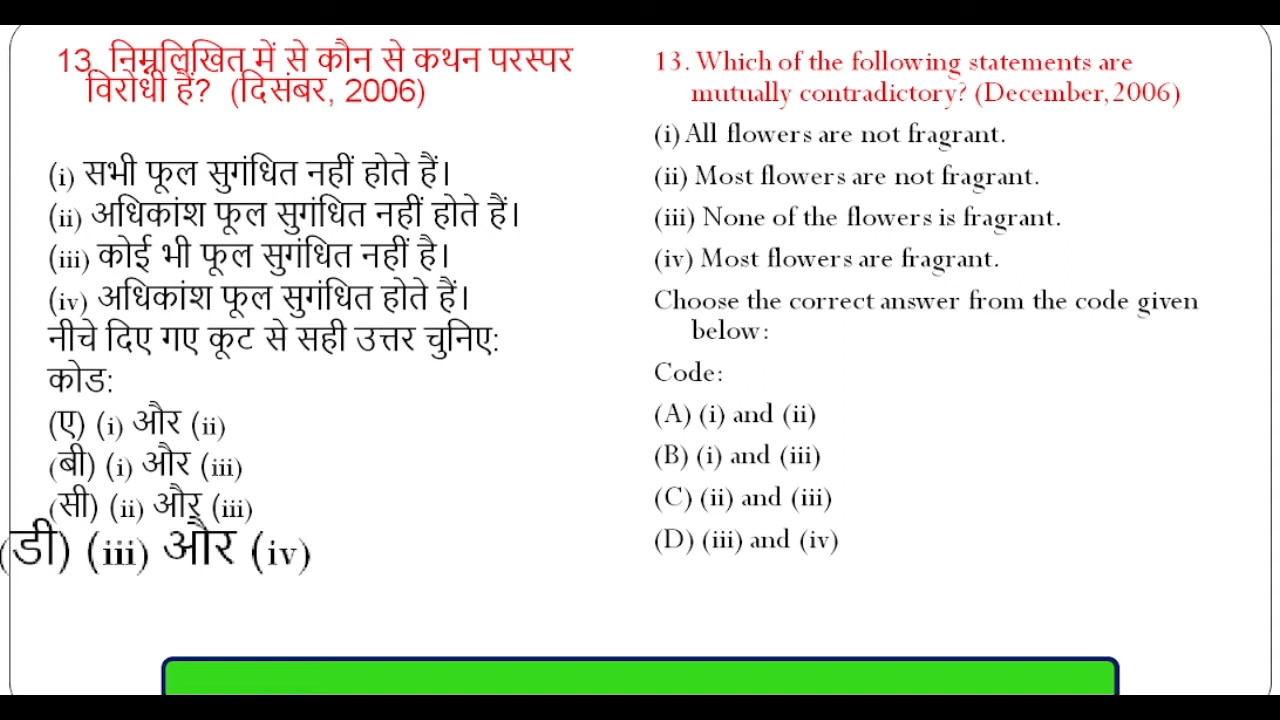 13. निम्नलिखित में से कौन से कथन परस्पर
विरोधी हैं? (दिसंबर, 2006)
(i) सभी फूल सुगंधित नहीं होते हैं।
(ii) अधिकांश फूल सुगंधित नहीं होते हैं।
(iii) कोई भी फूल सुगंधित नहीं है।
(iv) अधिकांश फूल सुगंधित होते हैं।
नीचे दिए गए कूट से सही उत्तर चुनिए:
कोड:
(ए) (i) और (ii)
(बी) (i) और (iii)
(सी) (ii) और (iii)
(डी) (iii) और (iv)
13. Which of the following statements are
mutually contradictory? (December, 2006)
(i) All flowers are not fragrant.
(ii) Most flowers are not fragrant.
(iii) None of the flowers is fragrant.
(iv) Most flowers are fragrant.
Choose the correct answer from the code given
below:
Code:
(A) (i) and (ii)
(B) (i) and (iii)
(C) (ii) and (iii)
(D) (iii) and (iv)